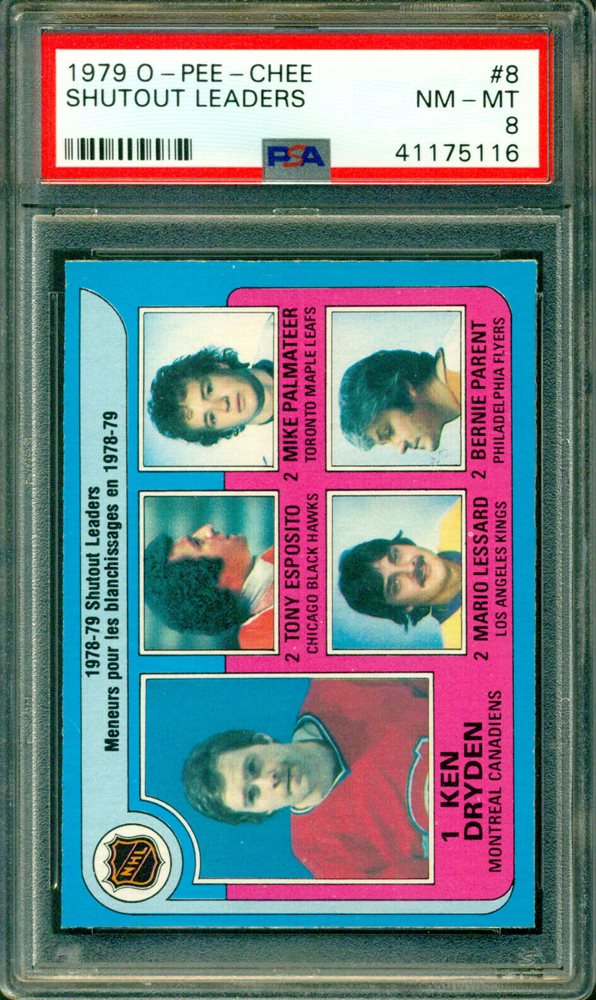 1979 O-PEE-CHEE #8
SHUTOUT LEADERS NM-MT
8
PSA 41175116
1978-79 Shutout Leaders
Meneurs pour les blanchissages en 1978-79
NHL
1 KEN
DRYDEN
MONTREAL CANADIENS
2 TONY ESPOSITO
CHICAGO BLACK HAWKS
2 MIKE PALMATEER
TORONTO MAPLE LEAFS
2 MARIO LESSARD
LOS ANGELES KINGS
2 BERNIE PARENT
PHILADELPHIA FLYERS